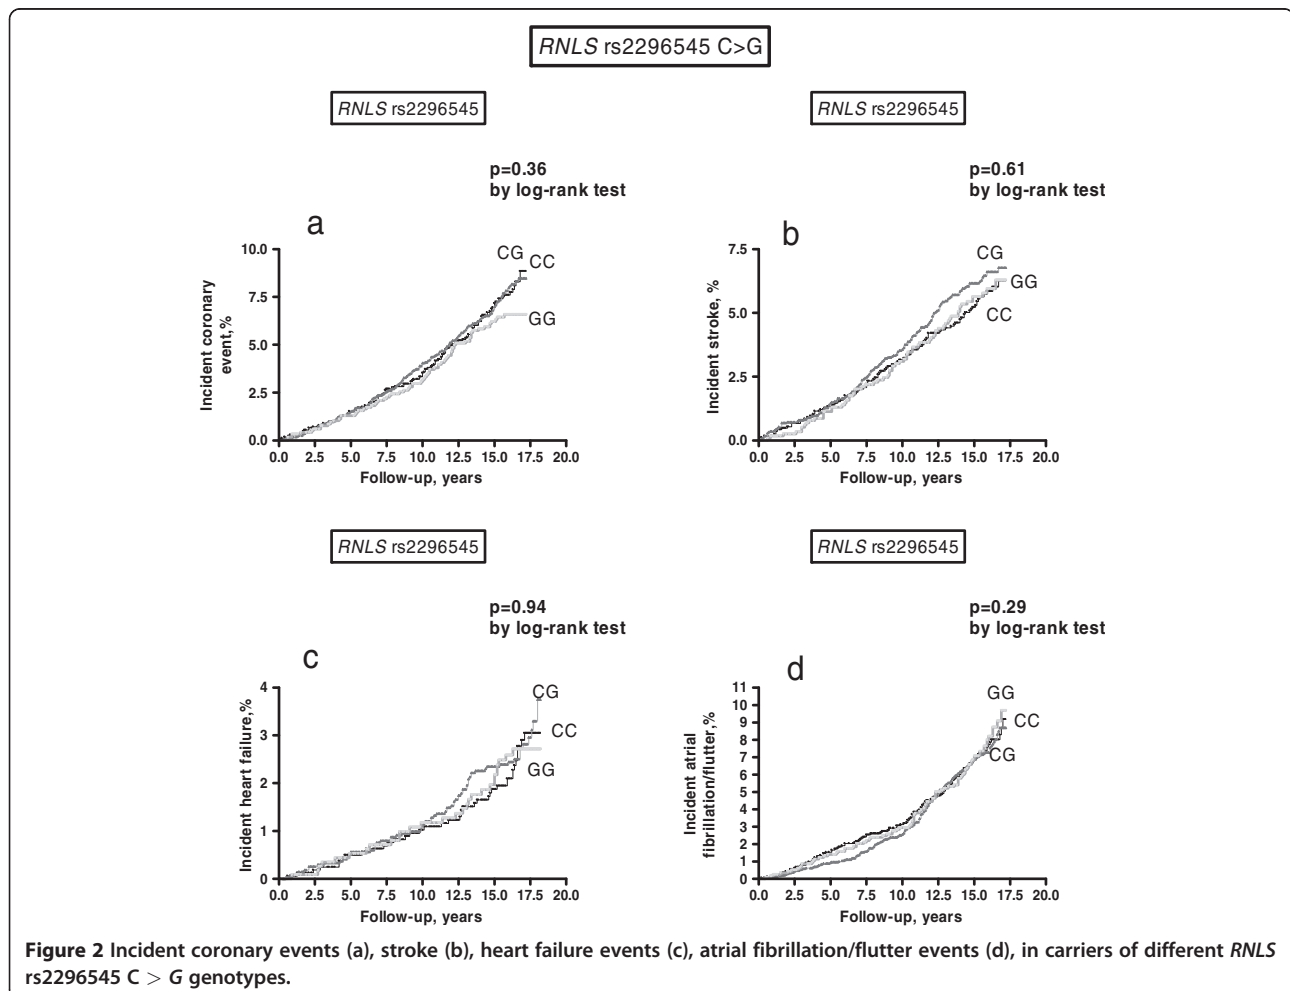 RNLS rs2296545 C>G
RNLS rs2296545
p=0.36
by log-rank test
a
Incident coronary
event,%
10.0
7.5
5.0
2.5
0.0
CG
CC
GG
0.0 2.5 5.0 7.5 10.0 12.5 15.0 17.5 20.0
Follow-up, years
RNLS rs2296545
p=0.61
by log-rank test
b
Incident stroke, %
7.5
5.0
2.5
0.0
CG
GG
CC
0.0 2.5 5.0 7.5 10.0 12.5 15.0 17.5 20.0
Follow-up, years
RNLS rs2296545
p=0.94
by log-rank test
c
Incident heart failure,%
4
3
2
1
0
CG
CC
GG
0.0 2.5 5.0 7.5 10.0 12.5 15.0 17.5 20.0
Follow-up, years
RNLS rs2296545
p=0.29
by log-rank test
d
Incident atrial
fibrillation/flutter,%
11
10
9
8
7
6
5
4
3
2
1
0
GG
CC
CG
0.0 2.5 5.0 7.5 10.0 12.5 15.0 17.5 20.0
Follow-up, years
Figure 2 Incident coronary events (a), stroke (b), heart failure events (c), atrial fibrillation/flutter events (d), in carriers of different RNLS
rs2296545 C > G genotypes.